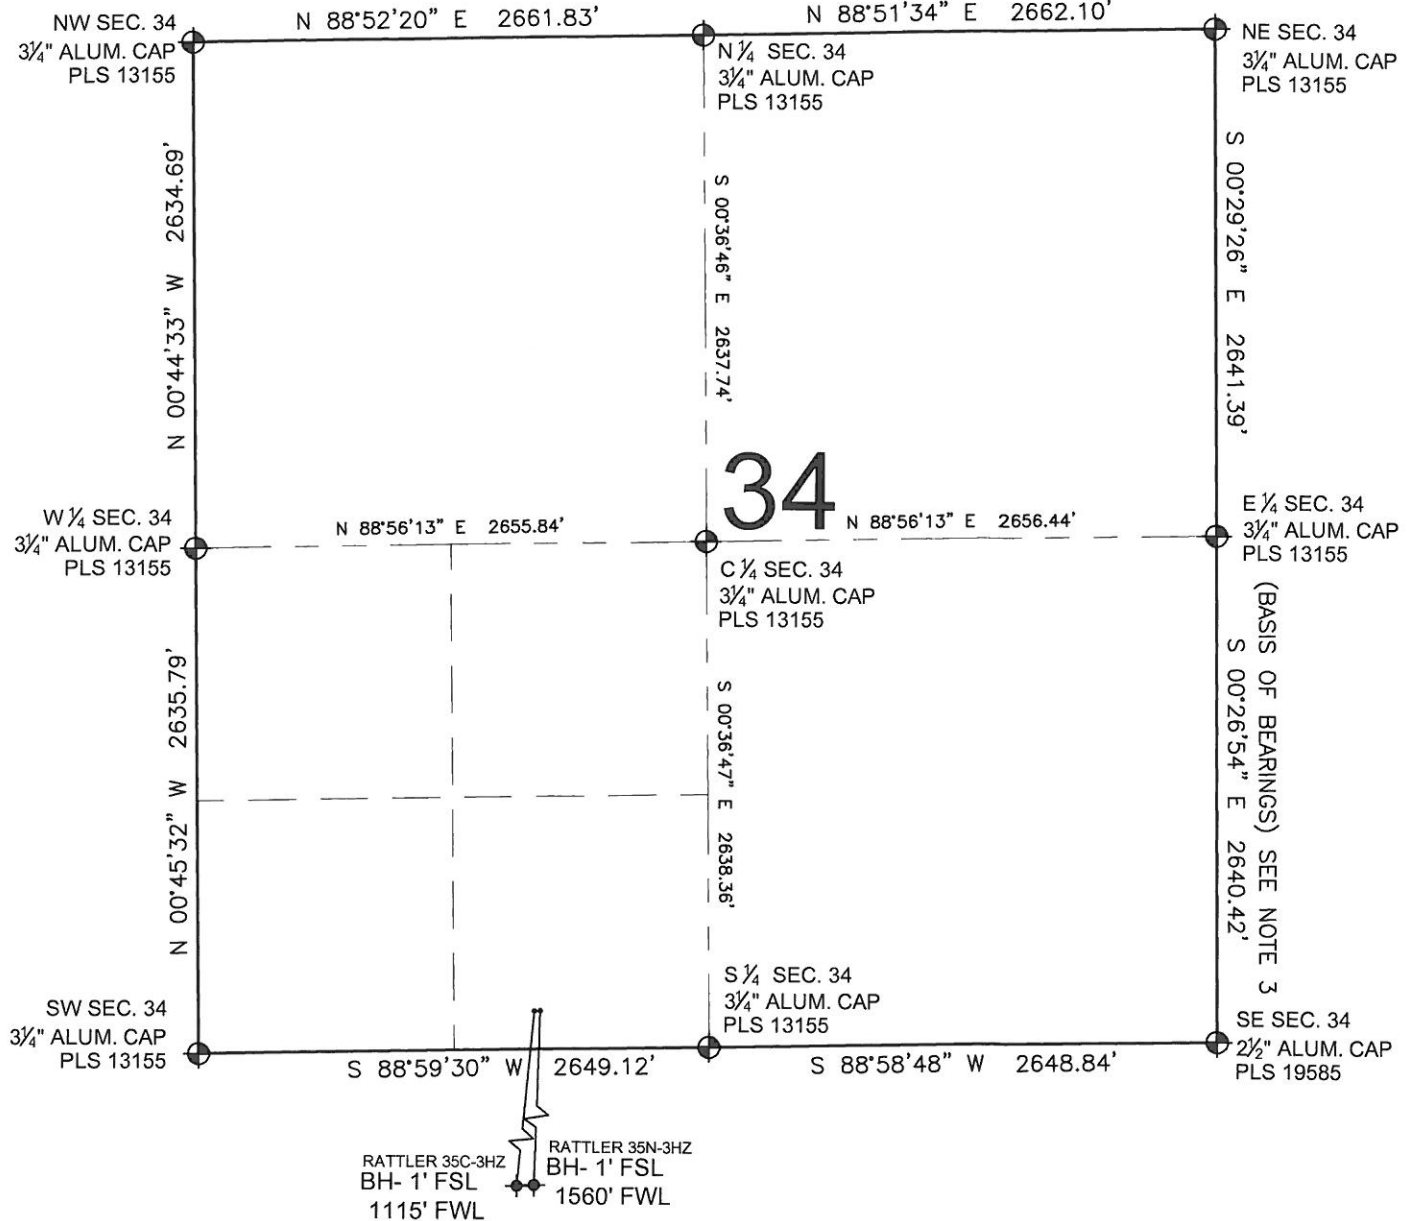 N 88°52'20" E 2661.83'
N 88°51'34" E 2662.10'
NW SEC. 34
3¼" ALUM. CAP
PLS 13155
N ¼ SEC. 34
3¼" ALUM. CAP
PLS 13155
NE SEC. 34
3¼" ALUM. CAP
PLS 13155
N 00°44'33" W 2634.69'
S 00°36'46" E 2637.74'
S 00°29'26" E 2641.39'
34
W ¼ SEC. 34
3¼" ALUM. CAP
PLS 13155
N 88°56'13" E 2655.84'
N 88°56'13" E 2656.44'
E ¼ SEC. 34
3¼" ALUM. CAP
PLS 13155
C ¼ SEC. 34
3¼" ALUM. CAP
PLS 13155
N 00°45'32" W 2635.79'
S 00°36'47" E 2638.36'
S 00°26'54" E 2640.42'
(BASIS OF BEARINGS) SEE NOTE 3
SW SEC. 34
3¼" ALUM. CAP
PLS 13155
S ¼ SEC. 34
3¼" ALUM. CAP
PLS 13155
SE SEC. 34
2½" ALUM. CAP
PLS 19585
S 88°59'30" W 2649.12'
S 88°58'48" W 2648.84'
RATTLER 35C-3HZ
BH- 1' FSL
1115' FWL
RATTLER 35N-3HZ
BH- 1' FSL
1560' FWL